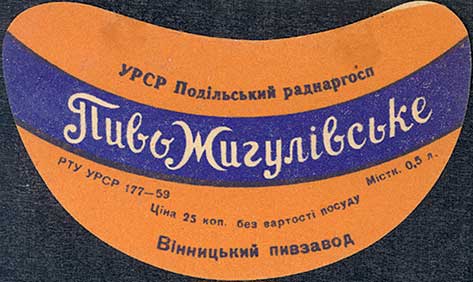 УРСР Подільський раднаргосп
Пиво Жигулівське
РТУ УРСР 177—59
Містк. 0,5 л.
Ціна 25 коп. без вартості посуду
Вінницький пивзавод